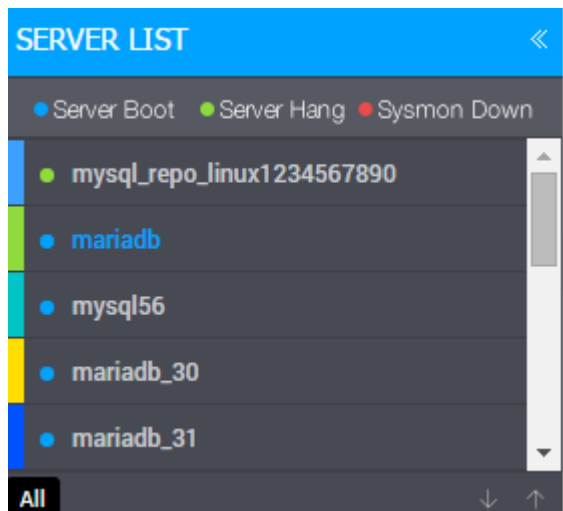 SERVER LIST
Server Boot Server Hang Sysmon Down
mysql_repo_linux1234567890
mariadb
mysql56
mariadb_30
mariadb_31
All